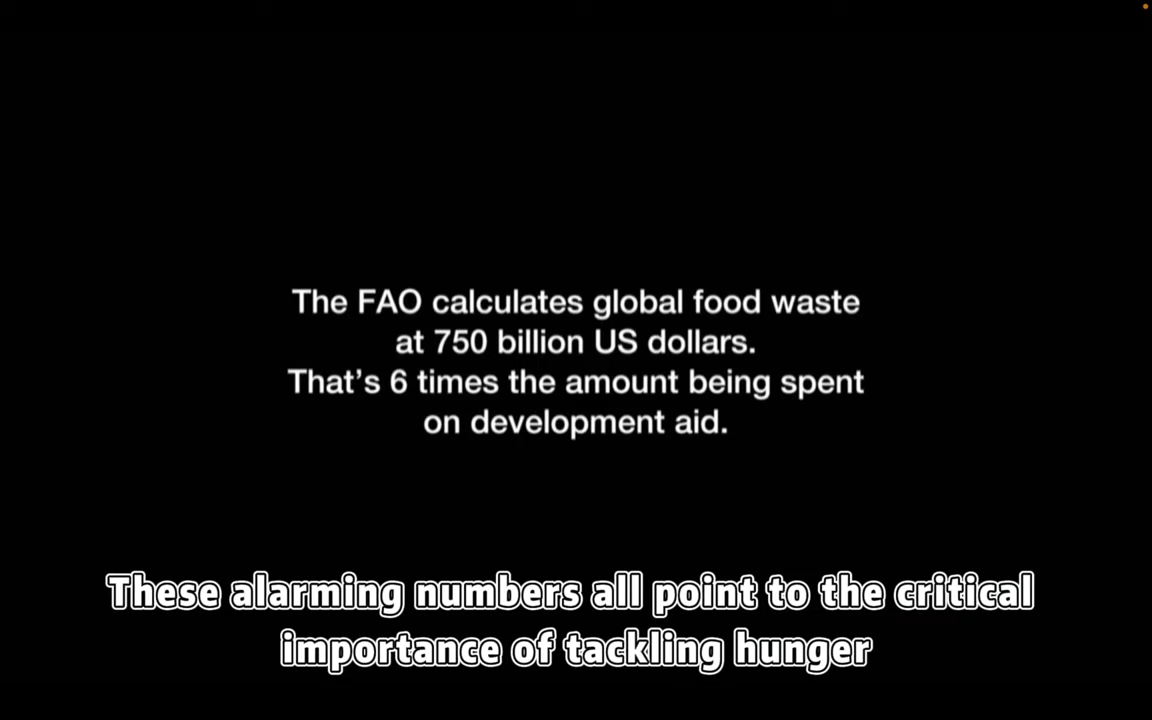 The FAO calculates global food waste
at 750 billion US dollars.
That’s 6 times the amount being spent
on development aid.
These alarming numbers all point to the critical
importance of tackling hunger